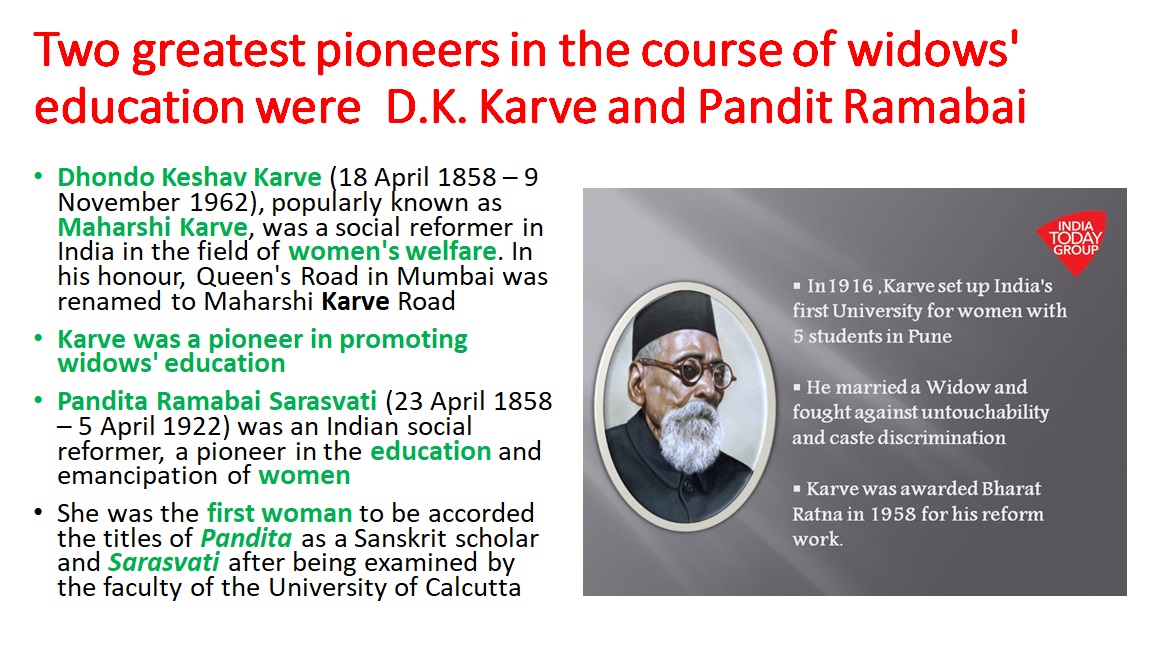 Two greatest pioneers in the course of widows'
education were  D.K. Karve and Pandit Ramabai
• Dhondo Keshav Karve (18 April 1858 – 9
November 1962), popularly known as
Maharshi Karve, was a social reformer in
India in the field of women's welfare. In
his honour, Queen's Road in Mumbai was
renamed to Maharshi Karve Road
• Karve was a pioneer in promoting
widows' education
• Pandita Ramabai Sarasvati (23 April 1858
– 5 April 1922) was an Indian social
reformer, a pioneer in the education and
emancipation of women
• She was the first woman to be accorded
the titles of Pandita as a Sanskrit scholar
and Sarasvati after being examined by
the faculty of the University of Calcutta
INDIA
TODAY
GROUP
▪ In1916 ,Karve set up India's
first University for women with
5 students in Pune
▪ He married a Widow and
fought against untouchability
and caste discrimination
▪ Karve was awarded Bharat
Ratna in 1958 for his reform
work.